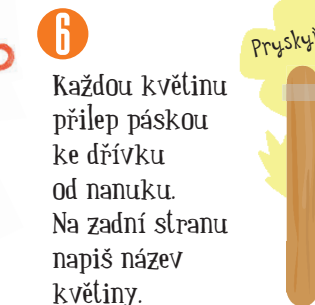 6
Každou květinu
přilep páskou
ke dřívku
od nanuku.
Na zadní stranu
napiš název
květiny.